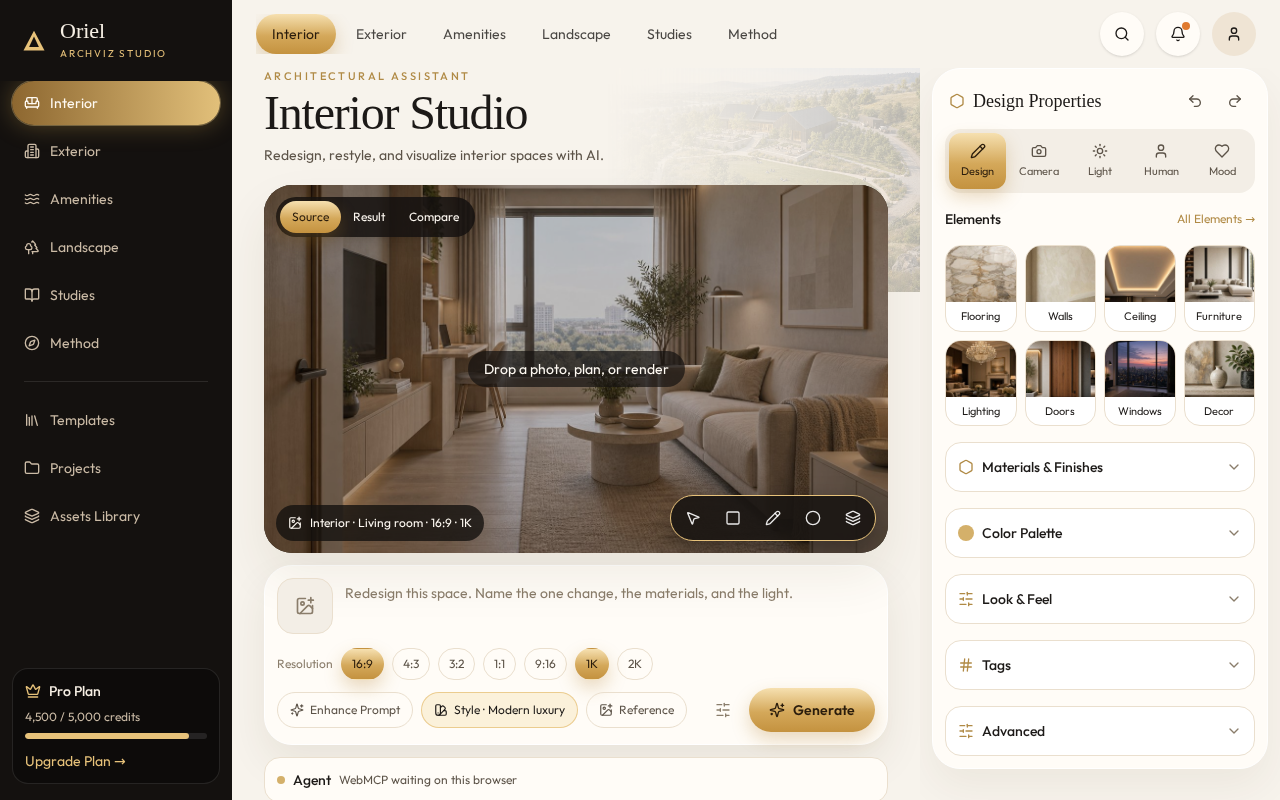 Oriel
ARCHVIZ STUDIO
Interior
Exterior
Amenities
Landscape
Studies
Method
Templates
Projects
Assets Library
Pro Plan
4,500 / 5,000 credits
Upgrade Plan →
Interior
Exterior
Amenities
Landscape
Studies
Method
ARCHITECTURAL ASSISTANT
Interior Studio
Redesign, restyle, and visualize interior spaces with AI.
Source
Result
Compare
Drop a photo, plan, or render
Interior · Living room · 16:9 · 1K
Redesign this space. Name the one change, the materials, and the light.
Resolution
16:9
4:3
3:2
1:1
9:16
1K
2K
Enhance Prompt
Style · Modern luxury
Reference
Generate
Agent
WebMCP waiting on this browser
Design Properties
Design
Camera
Light
Human
Mood
Elements
All Elements →
Flooring
Walls
Ceiling
Furniture
Lighting
Doors
Windows
Decor
Materials & Finishes
Color Palette
Look & Feel
Tags
Advanced